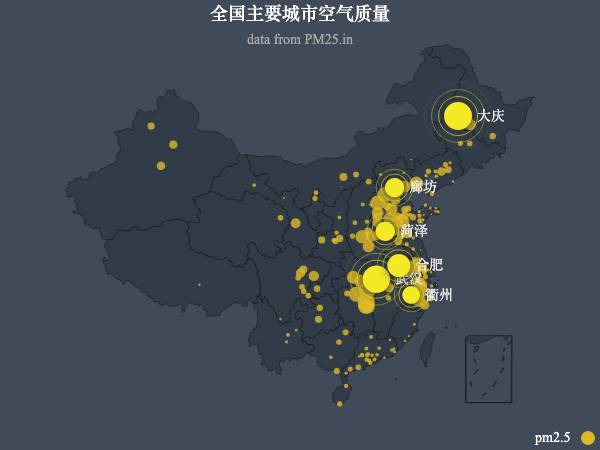 全国主要城市空气质量
data from PM25.in
大庆
廊坊
菏泽
合肥
武汉
衢州
pm2.5